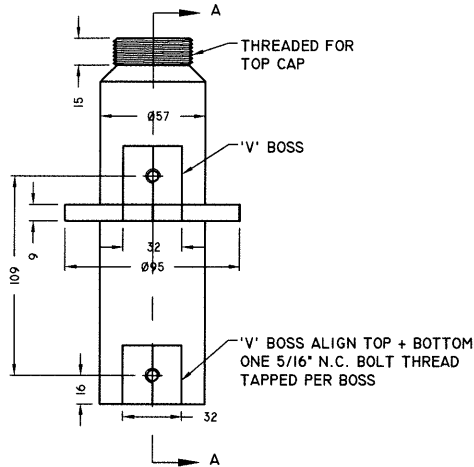 A
THREADED FOR
TOP CAP
15
Ø57
'V' BOSS
109
9
32
Ø95
'V' BOSS ALIGN TOP + BOTTOM
ONE 5/16" N.C. BOLT THREAD
TAPPED PER BOSS
16
32
A